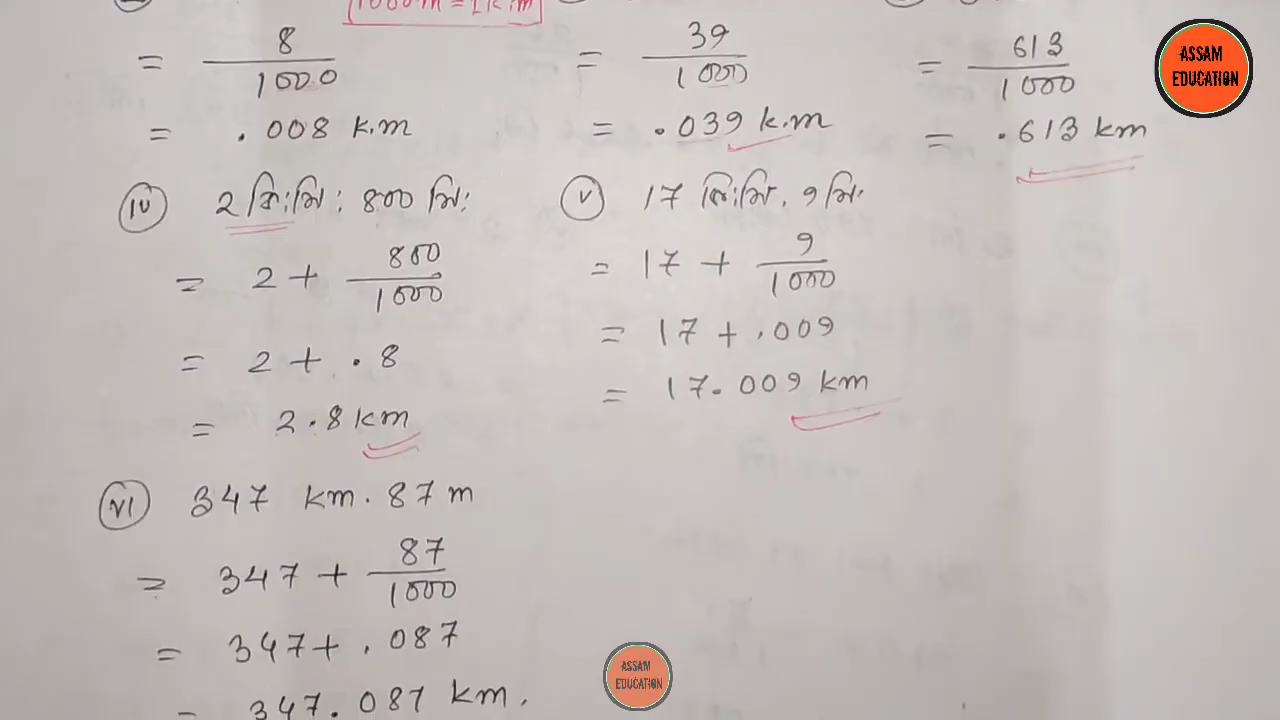 1000m = 1k.m
= 8/1000
= .008 k.m
= 39/1000
= .039 k.m
= 613/1000
= .613 km
(iv) 2 কি:মি: 800 মি:
= 2 + 800/1000
= 2 + .8
= 2.8 km
(v) 17 কি:মি. 9 মি.
= 17 + 9/1000
= 17 + .009
= 17.009 km
(vi) 347 km. 87 m
= 347 + 87/1000
= 347 + .087
= 347.087 km.
ASSAM
EDUCATION
ASSAM
EDUCATION